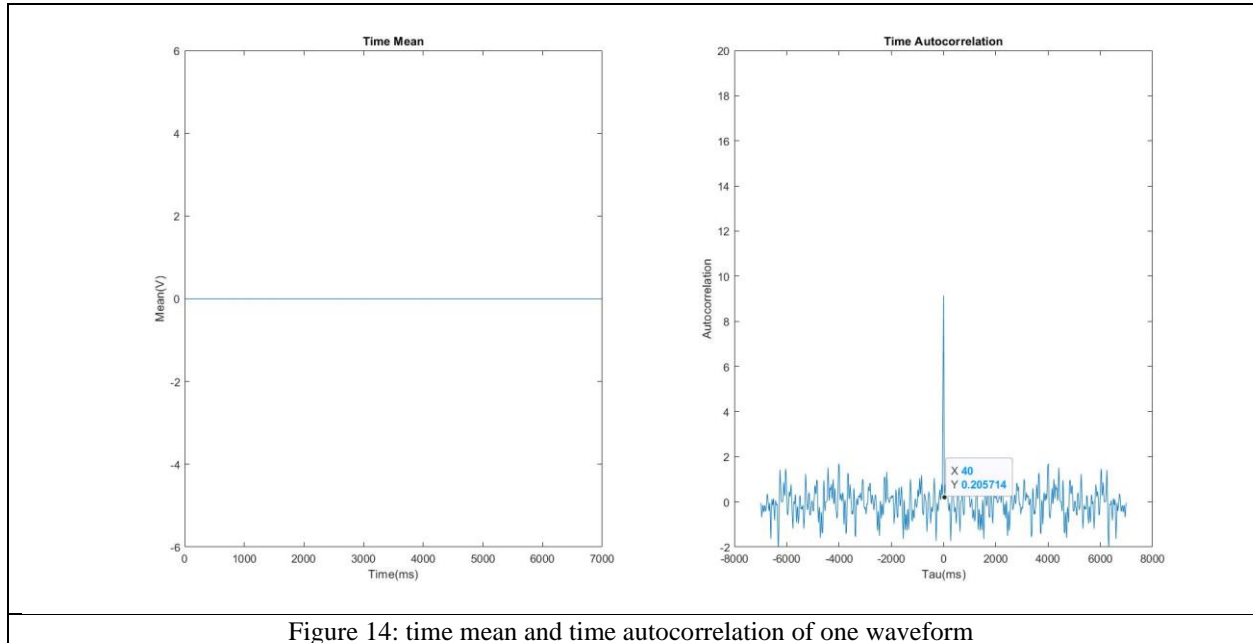 Time Mean
6
4
2
0
-2
-4
-6
Mean(V)
0 1000 2000 3000 4000 5000 6000 7000
Time(ms)
Time Autocorrelation
20
18
16
14
12
10
8
6
4
2
0
-2
Autocorrelation
X 40
Y 0.205714
-8000 -6000 -4000 -2000 0 2000 4000 6000 8000
Tau(ms)
Figure 14: time mean and time autocorrelation of one waveform